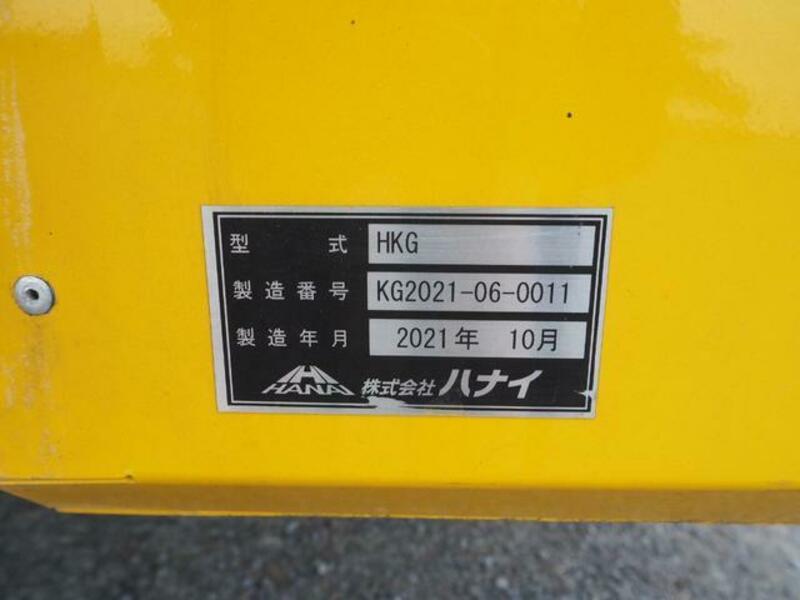 型 式 HKG
製造番号 KG2021-06-0011
製造年月 2021年 10月
HANAI 株式会社ハナイ